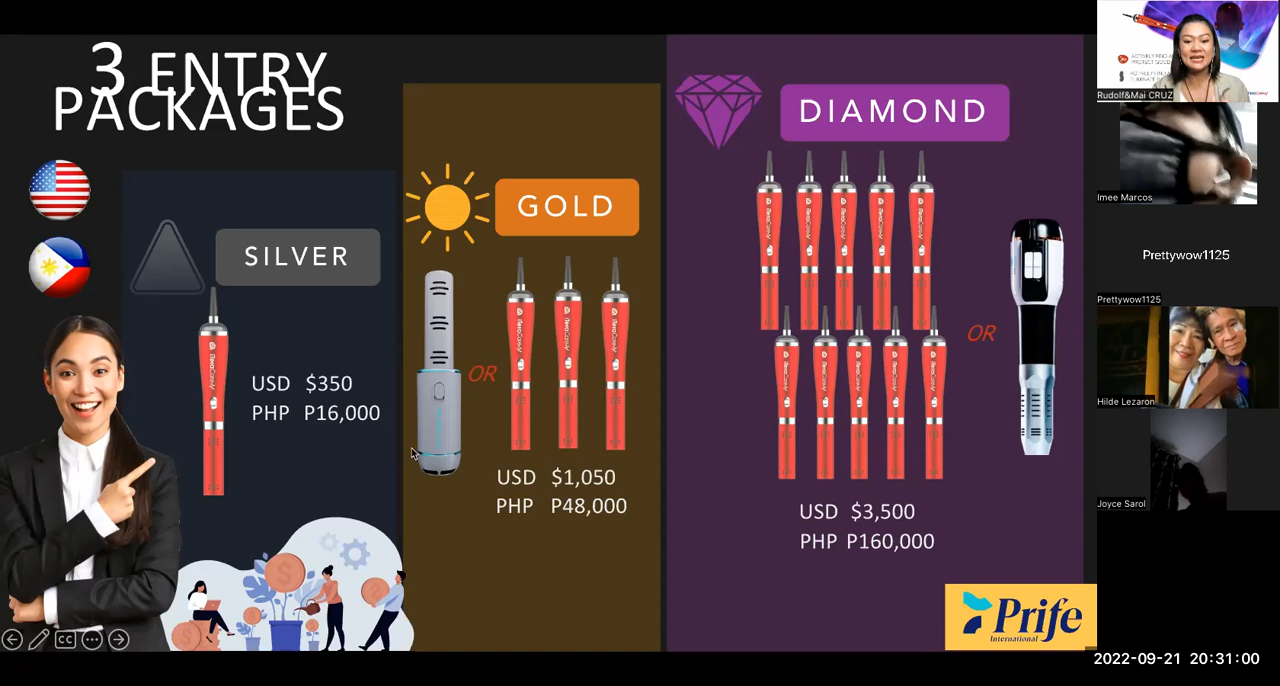 3 ENTRY
PACKAGES
SILVER
USD $350
PHP P16,000
GOLD
OR
USD $1,050
PHP P48,000
DIAMOND
OR
USD $3,500
PHP P160,000
Prife
International
CC
Rudolf&Mai CRUZ
Imee Marcos
Prettywow1125
Prettywow1125
Hilde Lezaron
Joyce Sarol
2022-09-21 20:31:00